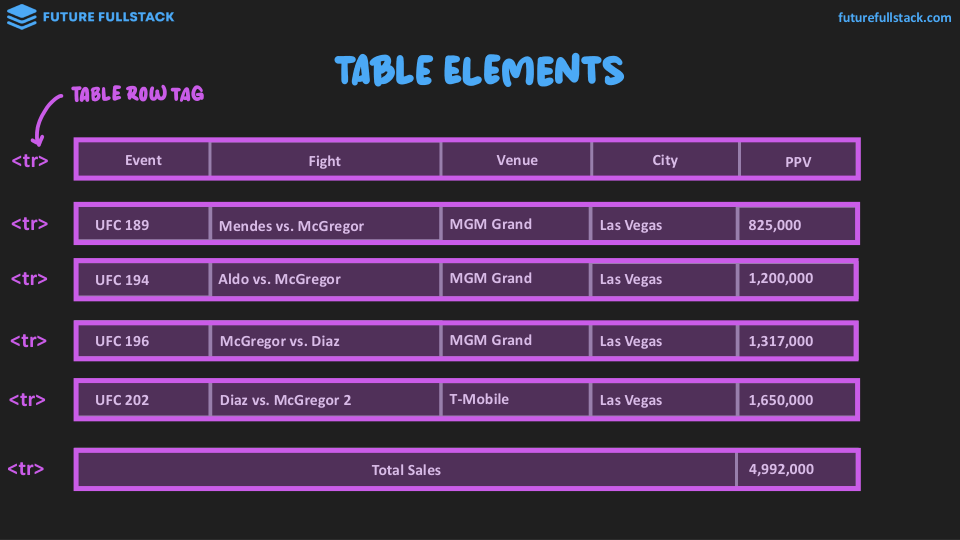 FUTURE FULLSTACK
futurefullstack.com
TABLE ELEMENTS
TABLE ROW TAG
<tr> Event Fight Venue City PPV
<tr> UFC 189 Mendes vs. McGregor MGM Grand Las Vegas 825,000
<tr> UFC 194 Aldo vs. McGregor MGM Grand Las Vegas 1,200,000
<tr> UFC 196 McGregor vs. Diaz MGM Grand Las Vegas 1,317,000
<tr> UFC 202 Diaz vs. McGregor 2 T-Mobile Las Vegas 1,650,000
<tr> Total Sales 4,992,000